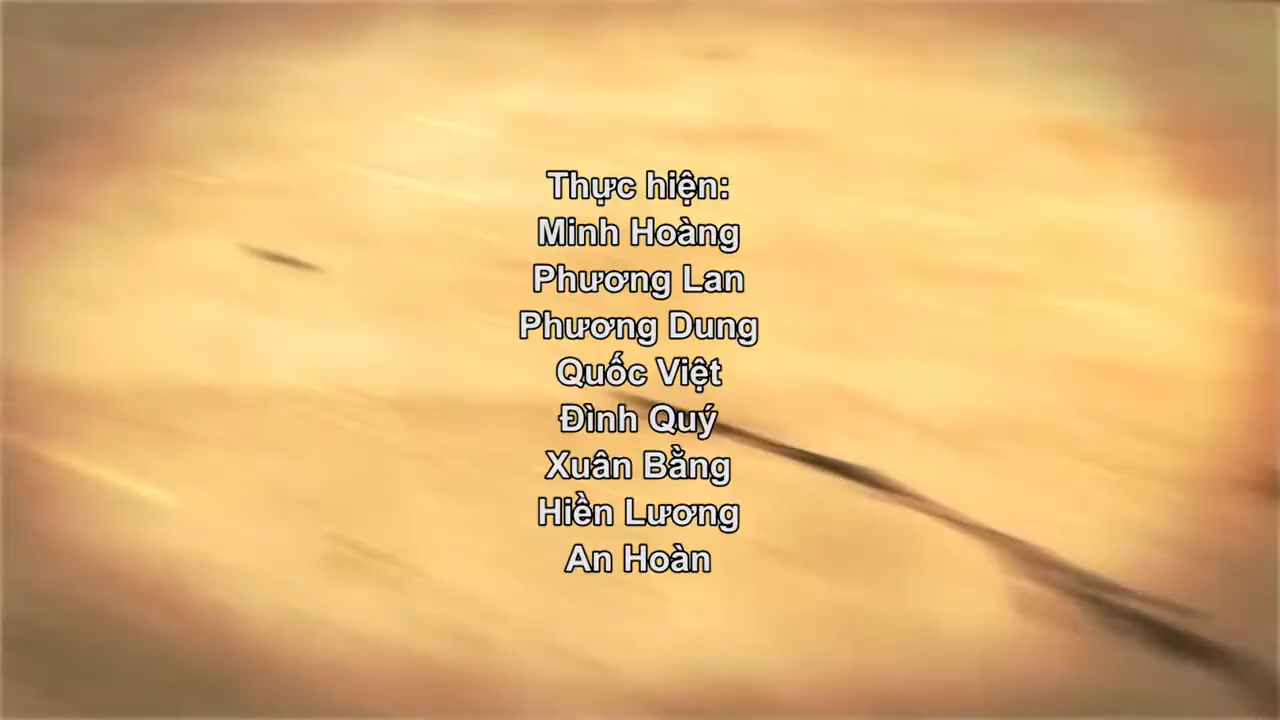 Thực hiện:
Minh Hoàng
Phương Lan
Phương Dung
Quốc Việt
Đình Quý
Xuân Bằng
Hiền Lương
An Hoàn